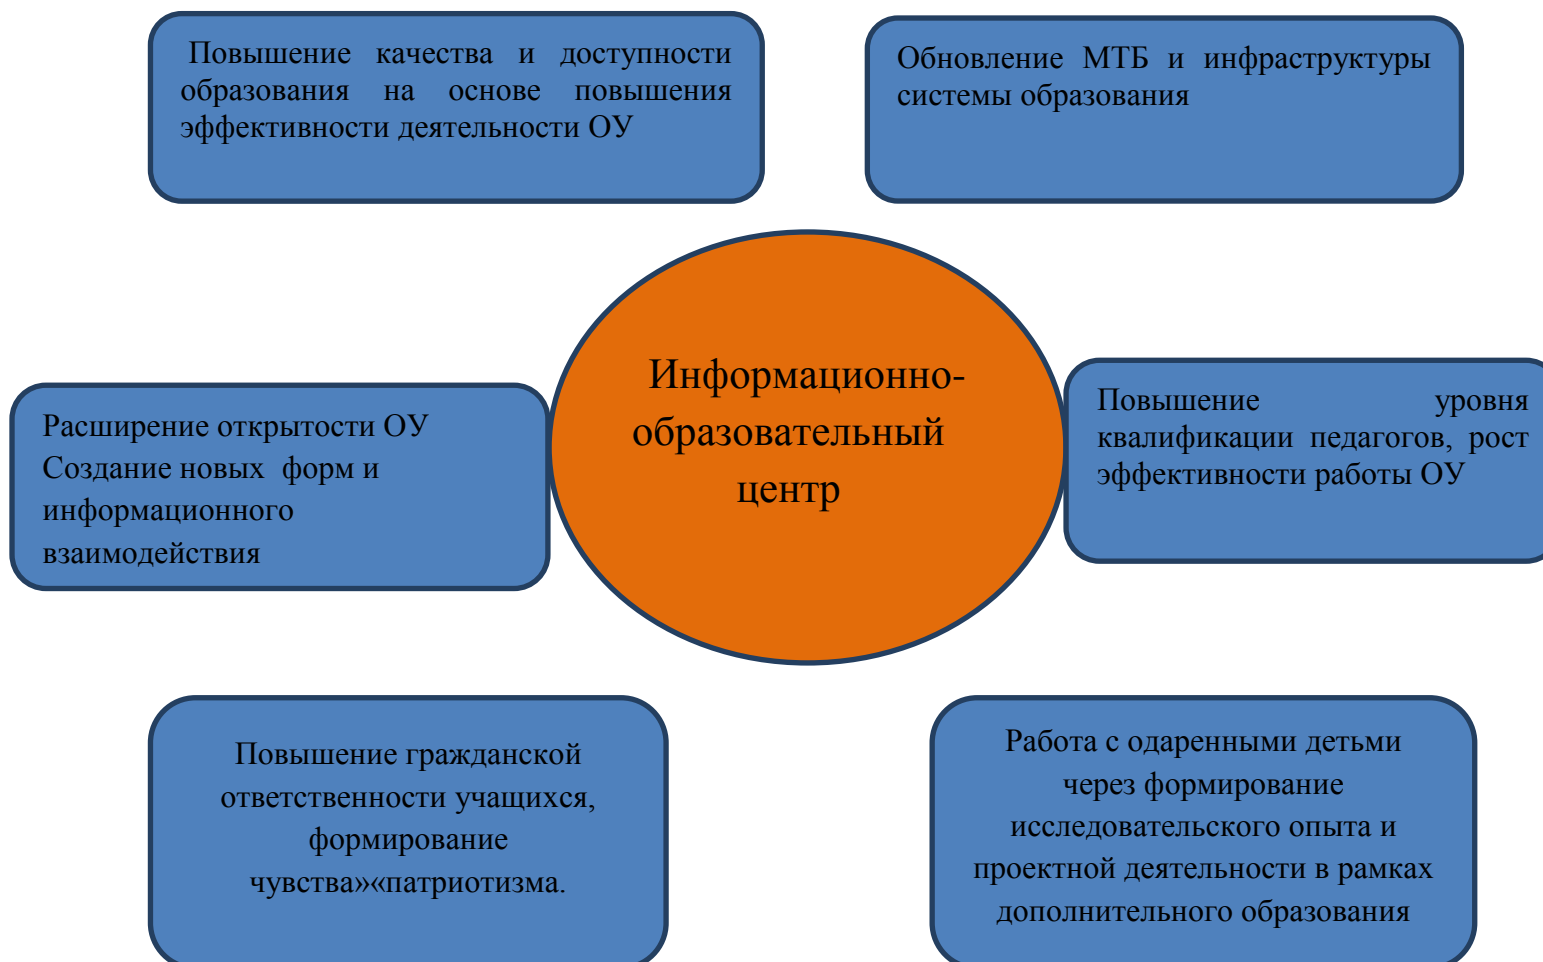 Повышение качества и доступности
образования на основе повышения
эффективности деятельности ОУ
Обновление МТБ и инфраструктуры
системы образования
Информационно-
образовательный
центр
Расширение открытости ОУ
Создание новых форм и
информационного
взаимодействия
Повышение уровня
квалификации педагогов, рост
эффективности работы ОУ
Повышение гражданской
ответственности учащихся,
формирование
чувства»«патриотизма.
Работа с одаренными детьми
через формирование
исследовательского опыта и
проектной деятельности в рамках
дополнительного образования